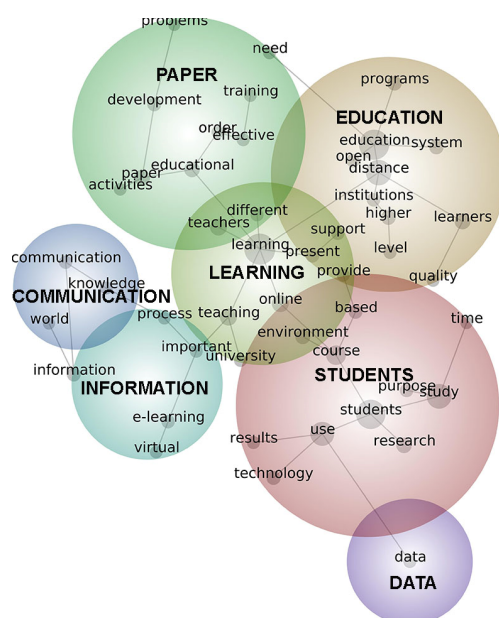 problems
need
PAPER
programs
training
development
EDUCATION
order
effective
education
system
open
educational
distance
paper
activities
institutions
different
higher
learners
teachers
support
learning
present
level
communication
LEARNING
provide
quality
knowledge
COMMUNICATION
online
based
process
teaching
world
time
environment
important
course
university
information
STUDENTS
INFORMATION
purpose
study
students
e-learning
use
results
research
virtual
technology
data
DATA